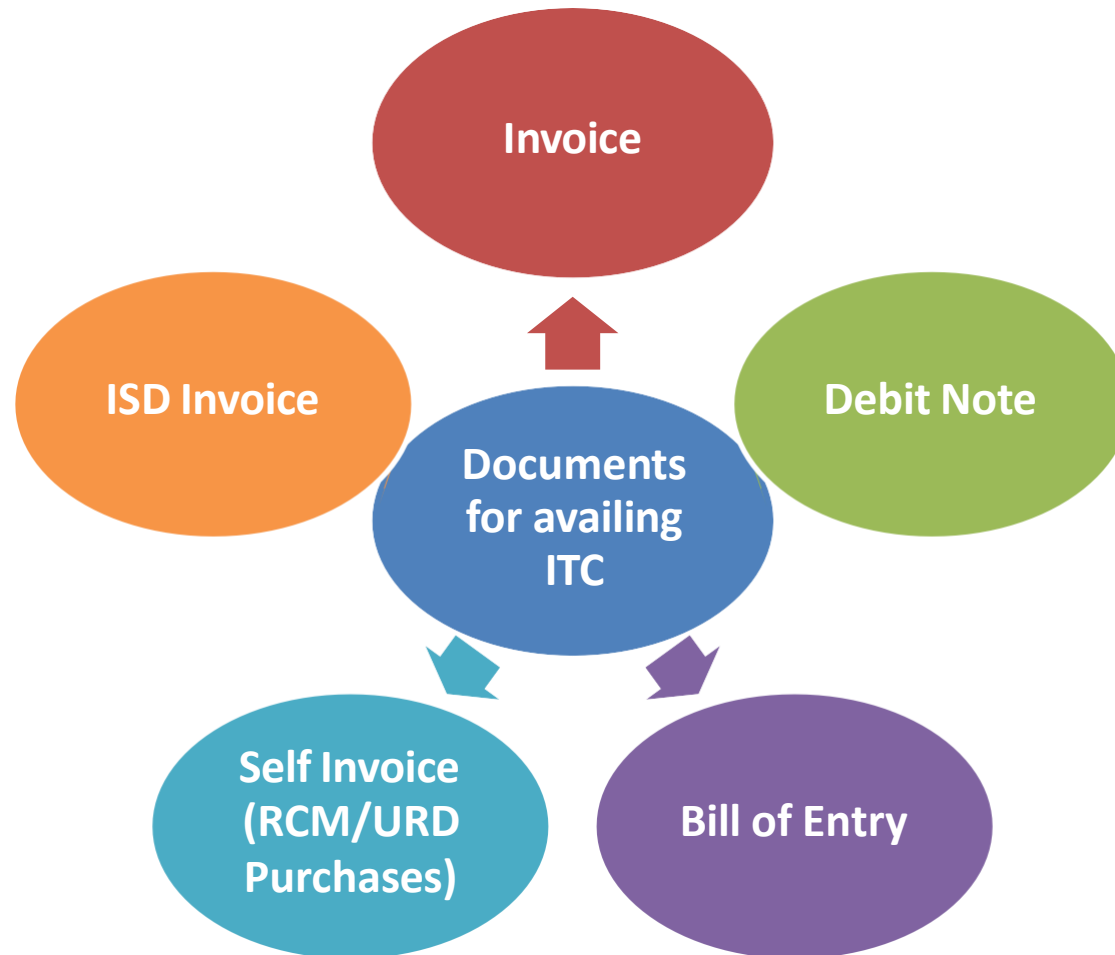 Invoice
ISD Invoice
Debit Note
Documents
for availing
ITC
Self Invoice
(RCM/URD
Purchases)
Bill of Entry